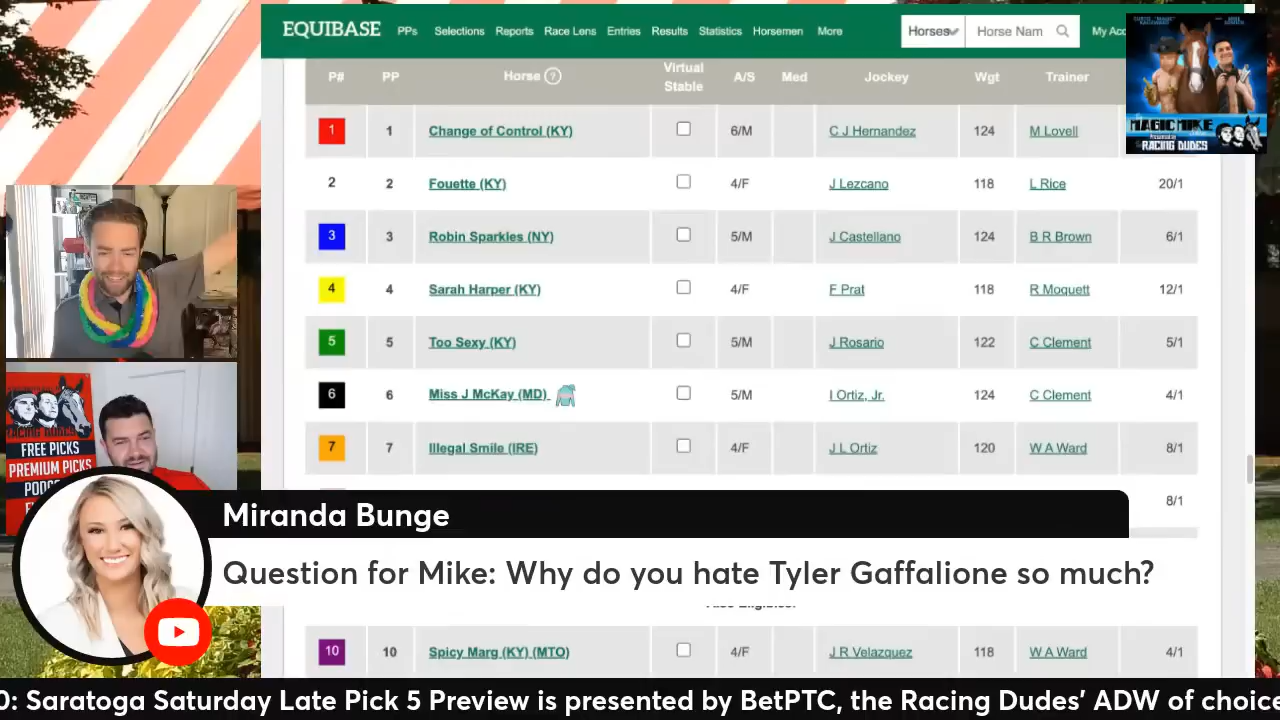 EQUIBASE PPs Selections Reports Race Lens Entries Results Statistics Horsemen More Horses Horse Nam My Acc
P# PP Horse ? Virtual Stable A/S Med Jockey Wgt Trainer
1 1 Change of Control (KY) 6/M C J Hernandez 124 M Lovell
2 2 Fouette (KY) 4/F J Lezcano 118 L Rice 20/1
3 3 Robin Sparkles (NY) 5/M J Castellano 124 B R Brown 6/1
4 4 Sarah Harper (KY) 4/F F Prat 118 R Moquett 12/1
5 5 Too Sexy (KY) 5/M J Rosario 122 C Clement 5/1
6 6 Miss J McKay (MD) 5/M I Ortiz, Jr. 124 C Clement 4/1
7 7 Illegal Smile (IRE) 4/F J L Ortiz 120 W A Ward 8/1
8/1
MAGIC MIKE
RACING DUDES
RACING DUDES
FREE PICKS
PREMIUM PICKS
Miranda Bunge
Question for Mike: Why do you hate Tyler Gaffalione so much?
10 10 Spicy Marg (KY) (MTO) 4/F J R Velazquez 118 W A Ward 4/1
0: Saratoga Saturday Late Pick 5 Preview is presented by BetPTC, the Racing Dudes' ADW of choice